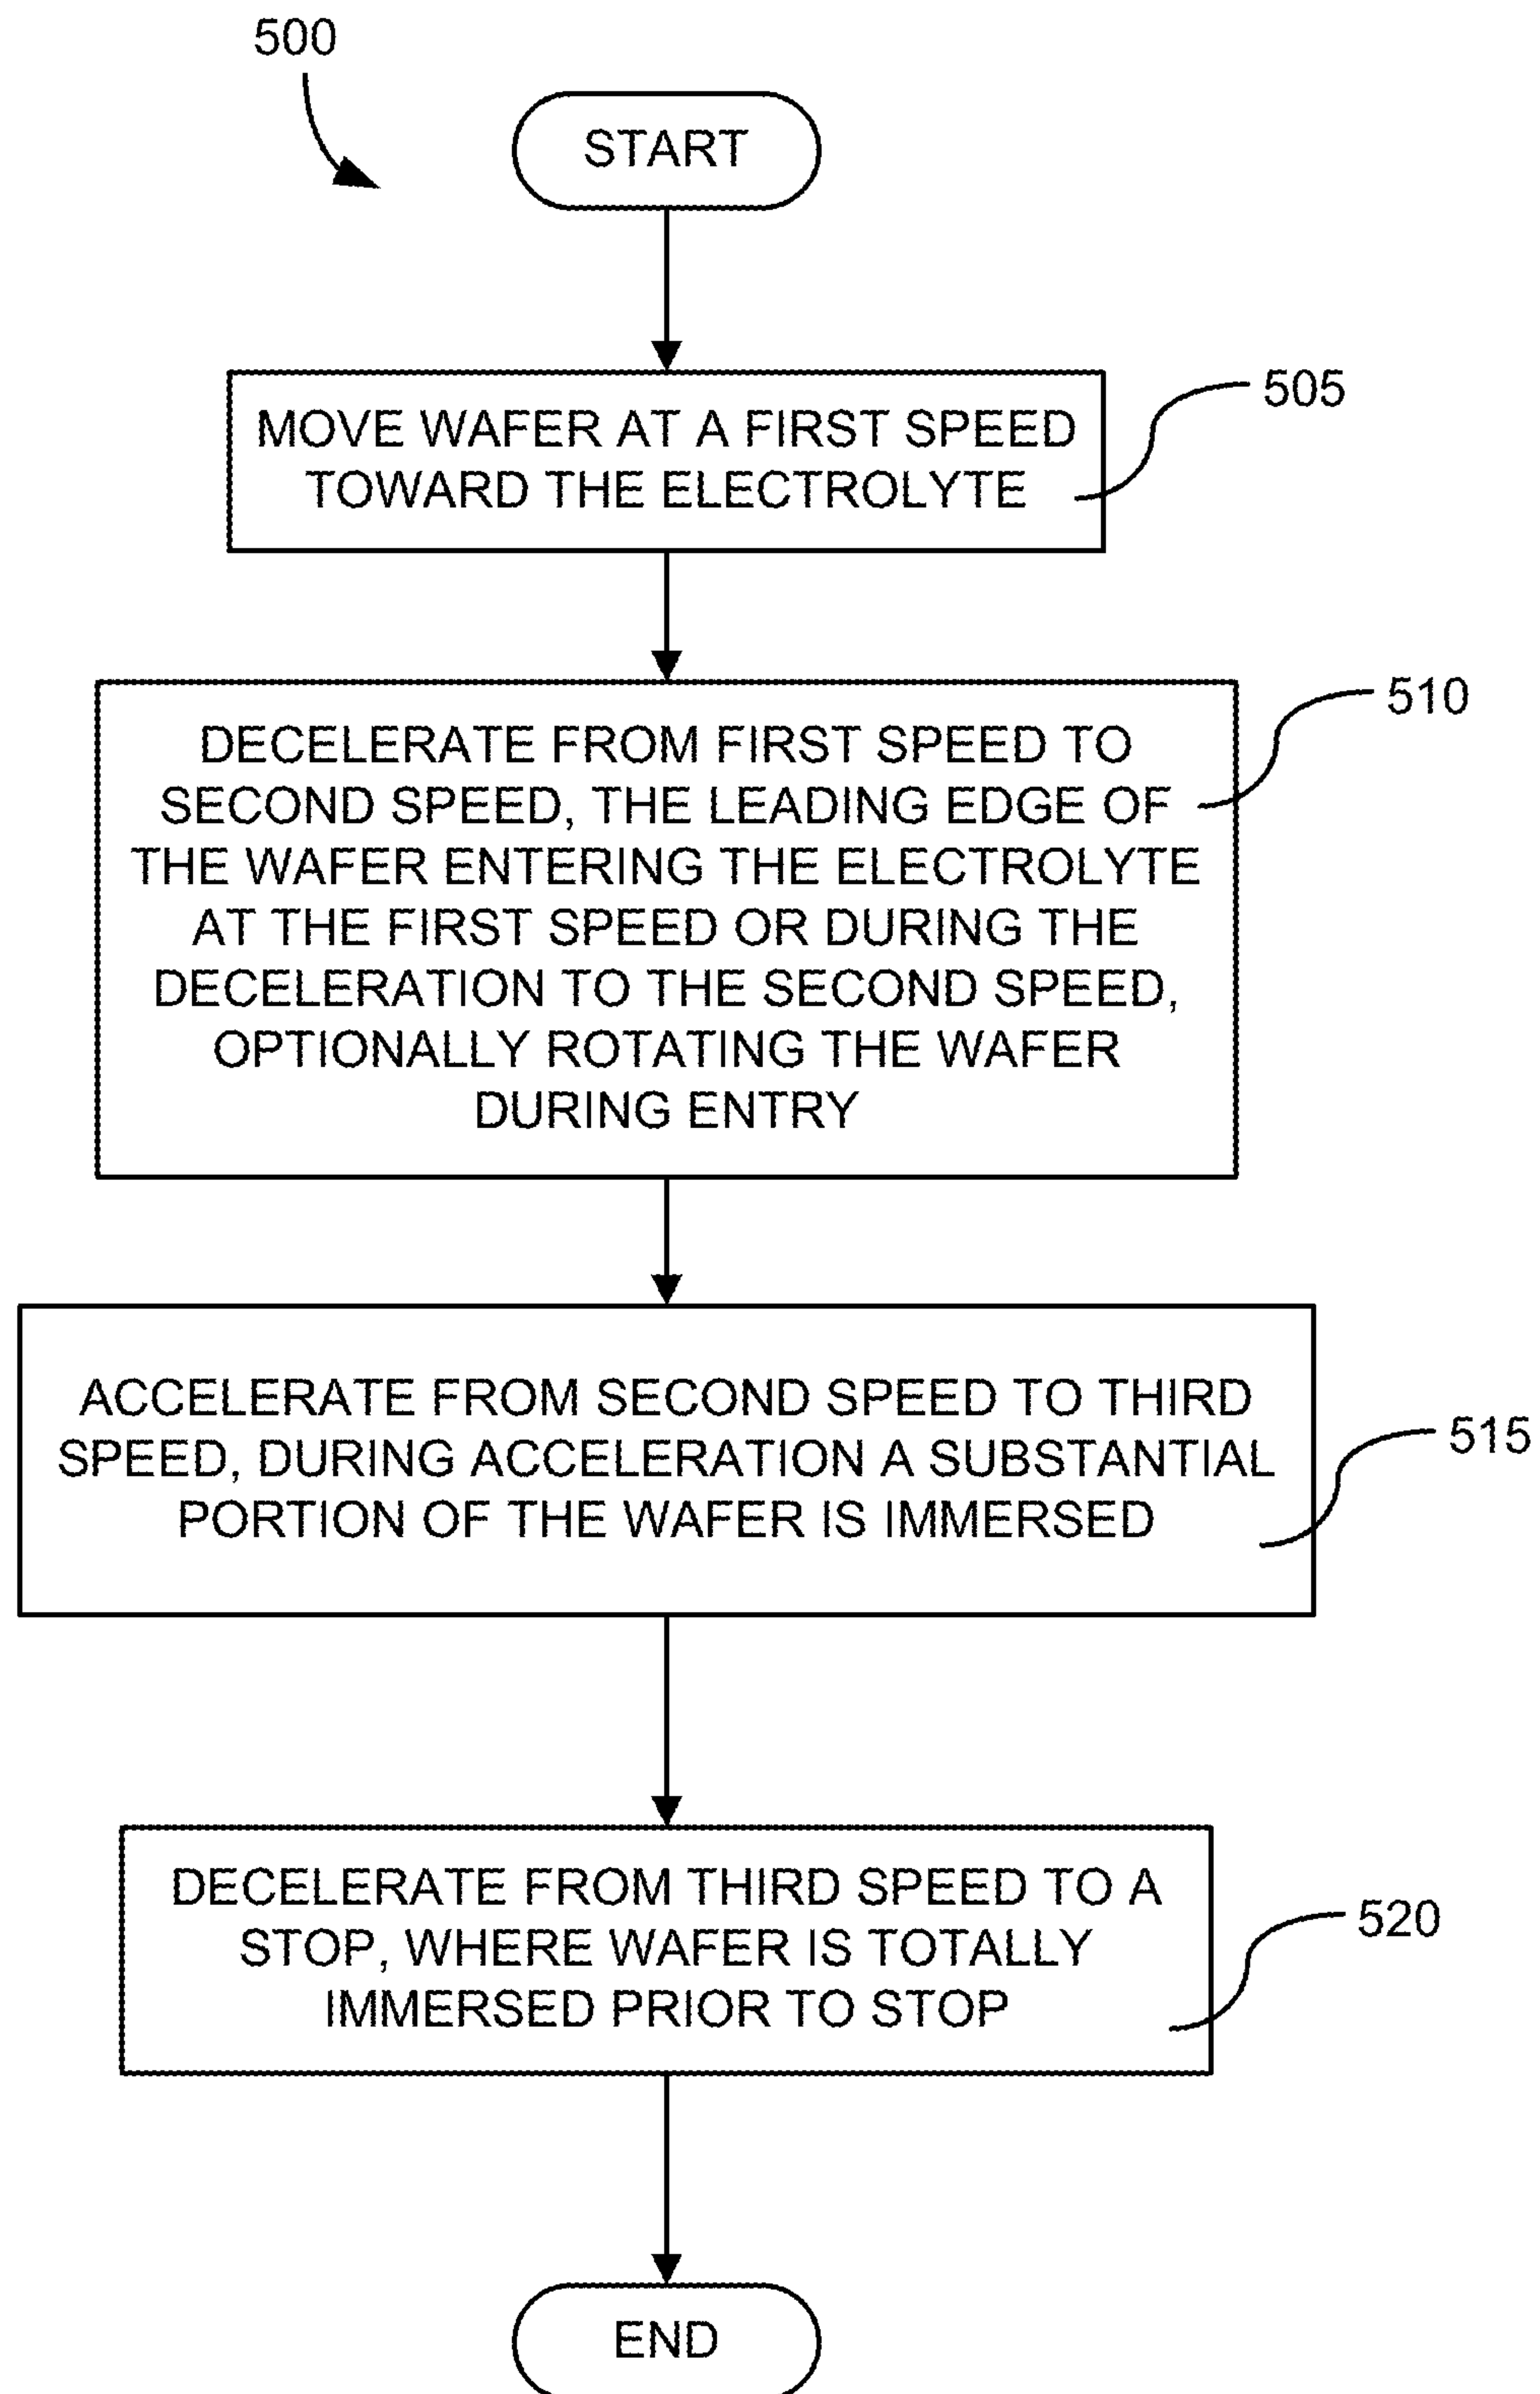 500
START
MOVE WAFER AT A FIRST SPEED
TOWARD THE ELECTROLYTE
505
DECELERATE FROM FIRST SPEED TO
SECOND SPEED, THE LEADING EDGE OF
THE WAFER ENTERING THE ELECTROLYTE
AT THE FIRST SPEED OR DURING THE
DECELERATION TO THE SECOND SPEED,
OPTIONALLY ROTATING THE WAFER
DURING ENTRY
510
ACCELERATE FROM SECOND SPEED TO THIRD
SPEED, DURING ACCELERATION A SUBSTANTIAL
PORTION OF THE WAFER IS IMMERSED
515
DECELERATE FROM THIRD SPEED TO A
STOP, WHERE WAFER IS TOTALLY
IMMERSED PRIOR TO STOP
520
END